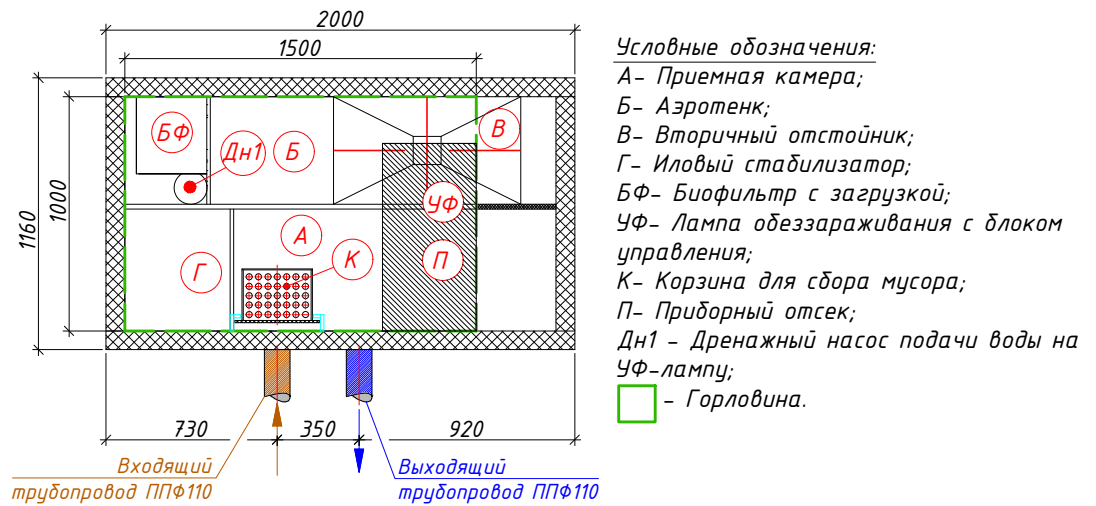 2000
1500
1160
1000
БФ
Дн1
Б
В
УФ
А
К
Г
П
730
350
920
Входящий
трубопровод ППФ110
Выходящий
трубопровод ППФ110
Условные обозначения:
А- Приемная камера;
Б- Аэротенк;
В- Вторичный отстойник;
Г- Иловый стабилизатор;
БФ- Биофильтр с загрузкой;
УФ- Лампа обеззараживания с блоком
управления;
К- Корзина для сбора мусора;
П- Приборный отсек;
Дн1 - Дренажный насос подачи воды на
УФ-лампу;
- Горловина.